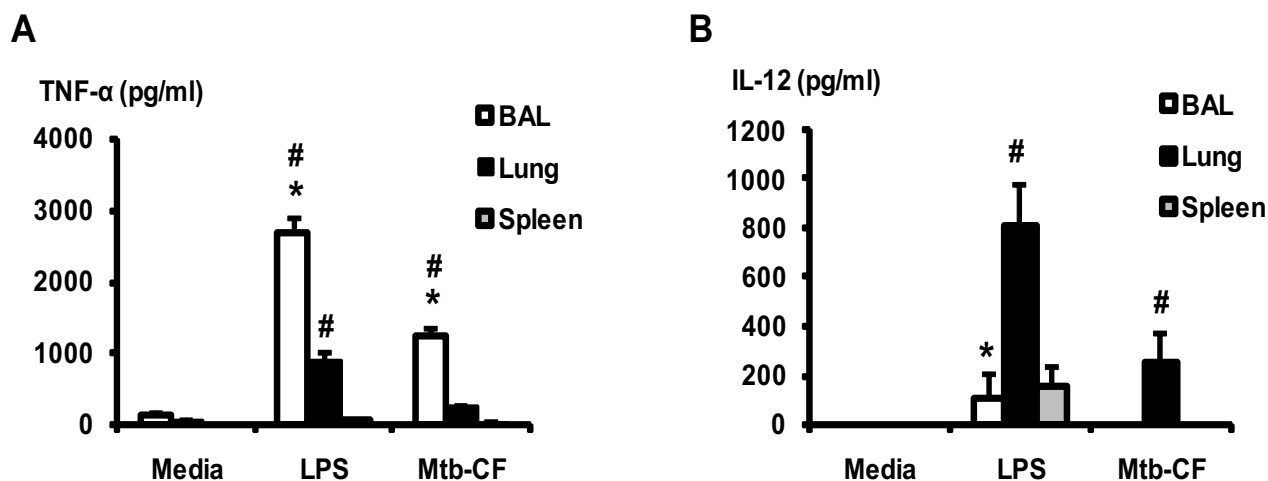 A
TNF-α (pg/ml)
BAL
Lung
Spleen
4000
3000
2000
1000
0
#
*
#
#
*
Media
LPS
Mtb-CF
B
IL-12 (pg/ml)
BAL
Lung
Spleen
1200
1000
800
600
400
200
0
*
#
#
Media
LPS
Mtb-CF